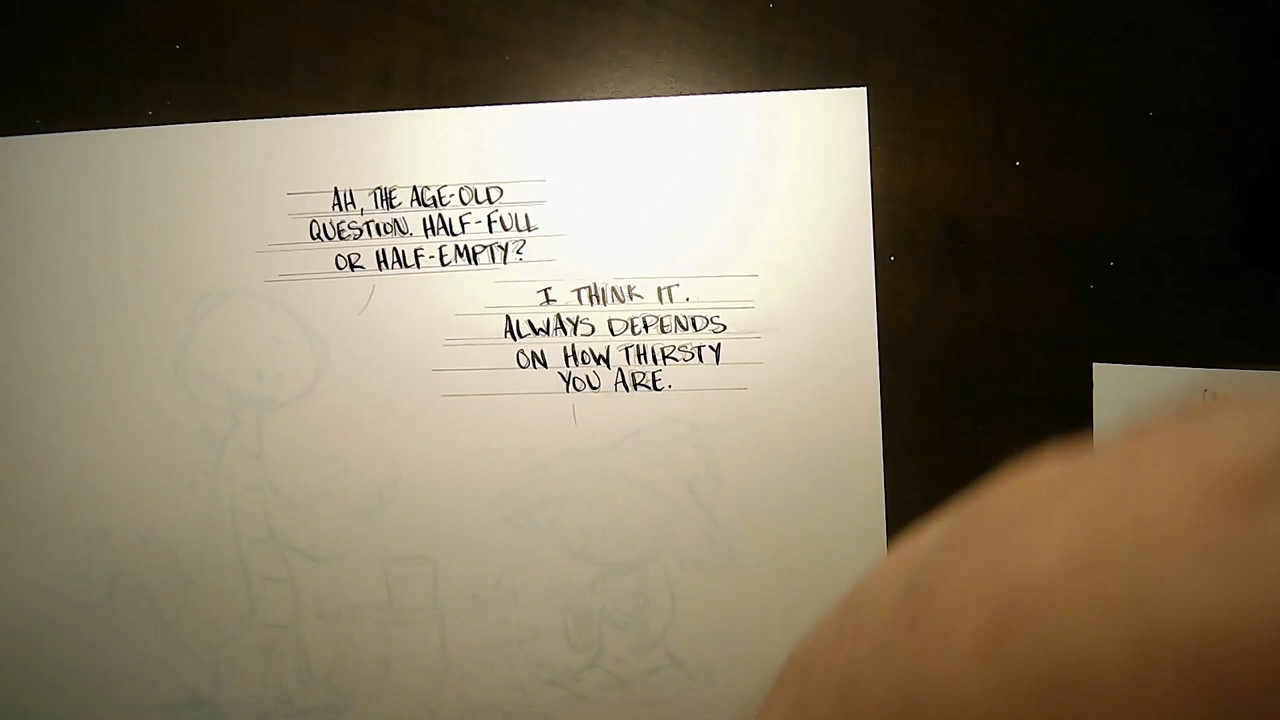 AH, THE AGE-OLD
QUESTION. HALF-FULL
OR HALF-EMPTY?
I THINK IT.
ALWAYS DEPENDS
ON HOW THIRSTY
YOU ARE.